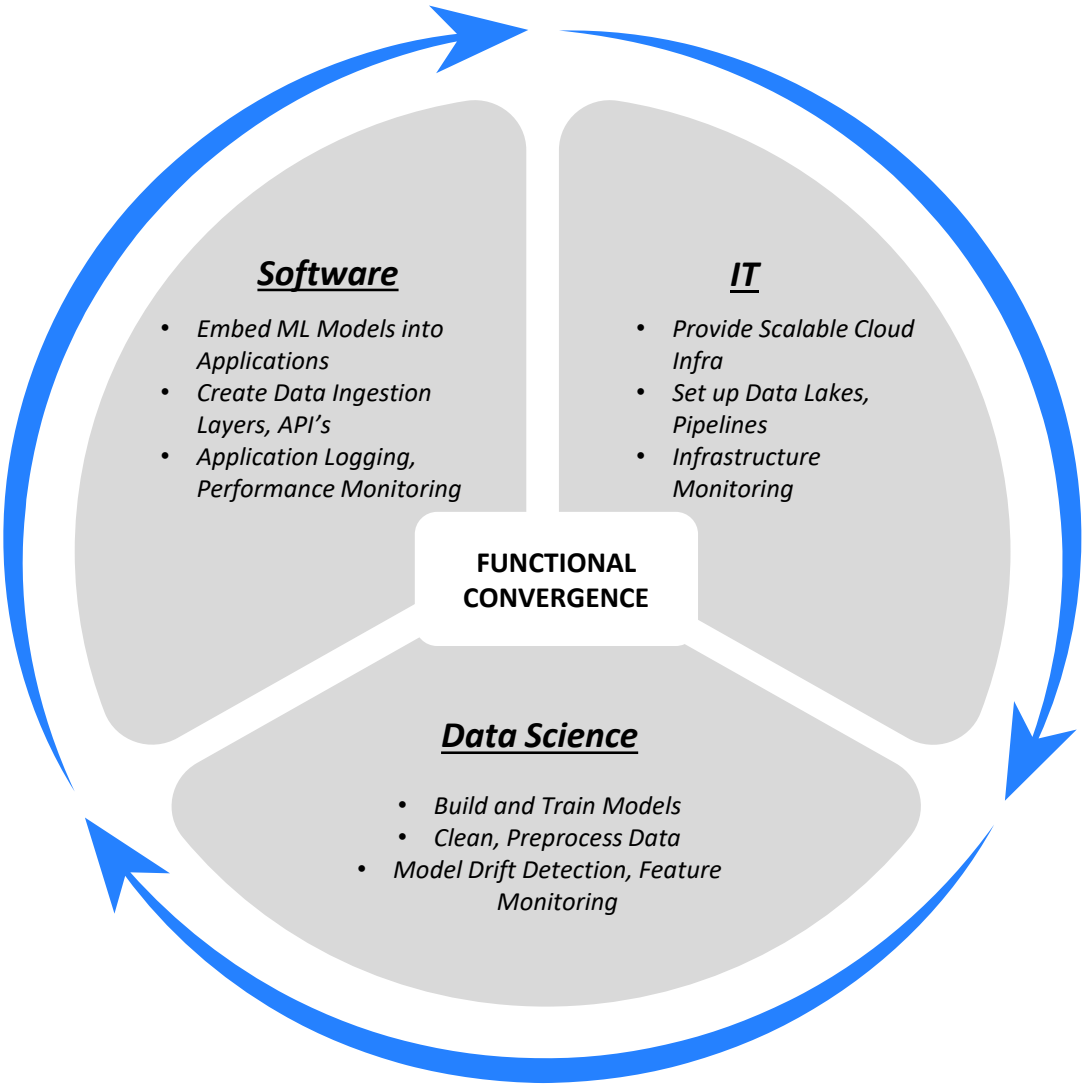 Software
• Embed ML Models into
Applications
• Create Data Ingestion
Layers, API’s
• Application Logging,
Performance Monitoring
IT
• Provide Scalable Cloud
Infra
• Set up Data Lakes,
Pipelines
• Infrastructure
Monitoring
FUNCTIONAL
CONVERGENCE
Data Science
• Build and Train Models
• Clean, Preprocess Data
• Model Drift Detection, Feature
Monitoring